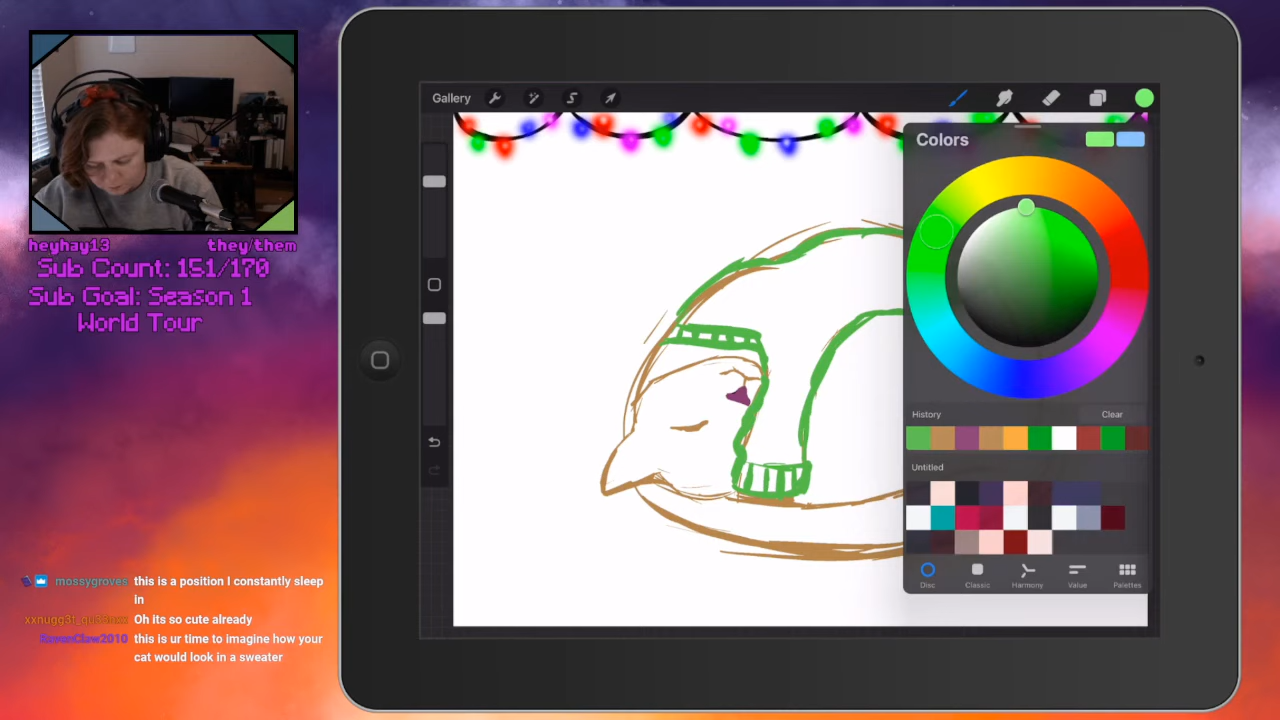 Gallery
Colors
History
Clear
Untitled
Disc
Classic
Harmony
Value
Palettes
heyhay13 they/them
Sub Count: 151/170
Sub Goal: Season 1
World Tour
mossygroves this is a position I constantly sleep
in
Oh its so cute already
this is ur time to imagine how your
cat would look in a sweater